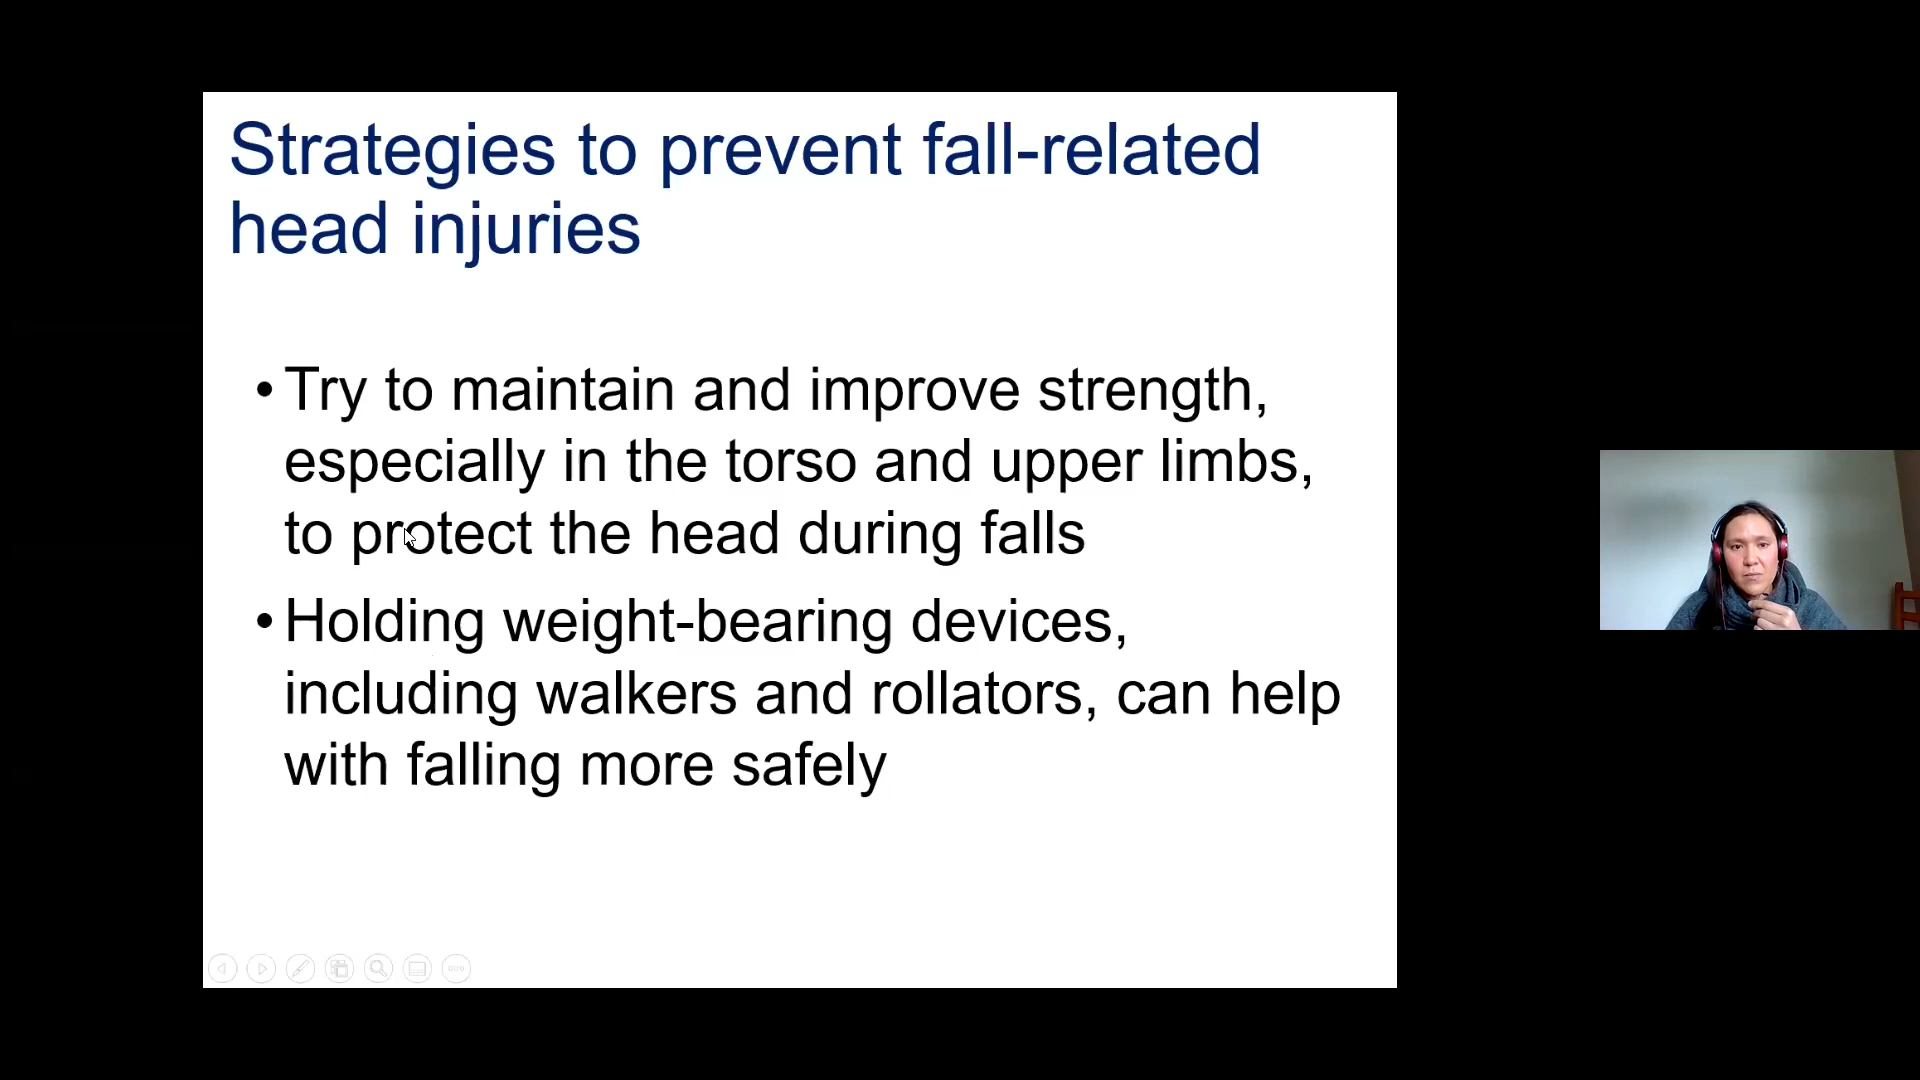 Strategies to prevent fall-related
head injuries
• Try to maintain and improve strength,
especially in the torso and upper limbs,
to protect the head during falls
• Holding weight-bearing devices,
including walkers and rollators, can help
with falling more safely